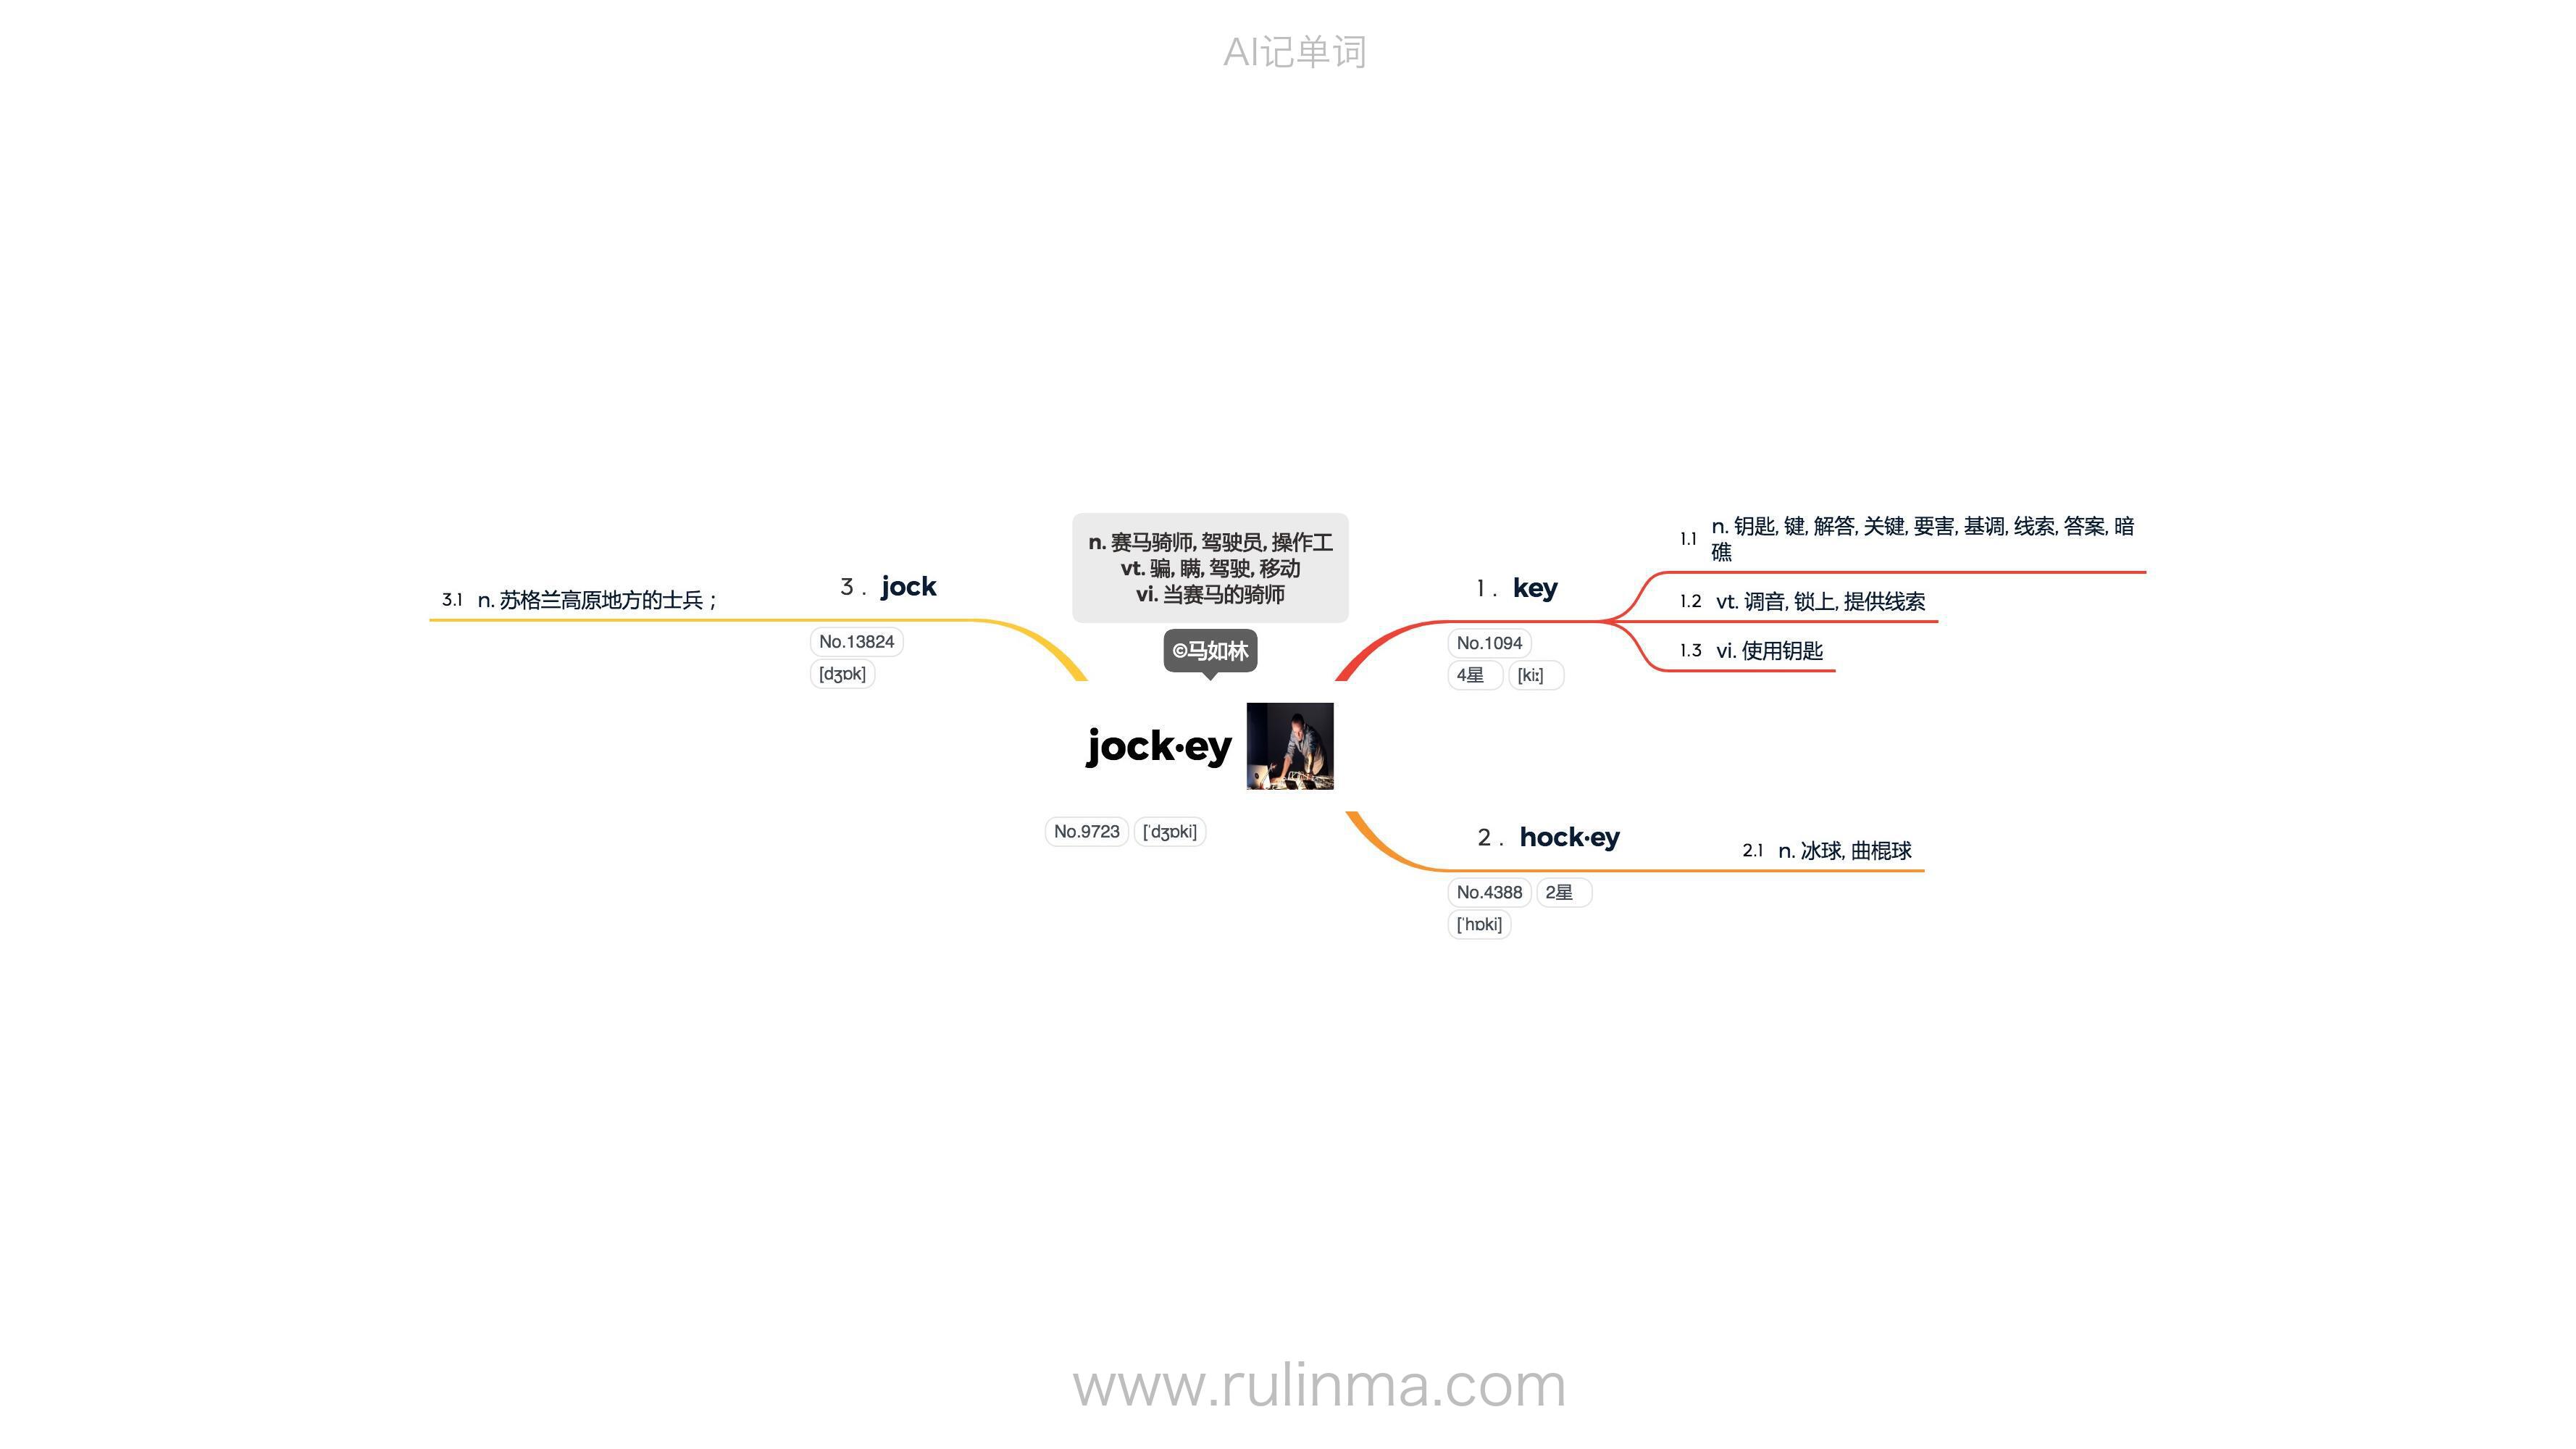 AI记单词
n. 赛马骑师, 驾驶员, 操作工
vt. 骗, 瞒, 驾驶, 移动
vi. 当赛马的骑师
©马如林
jock·ey
No.9723
[ˈdʒɒki]
1 . key
No.1094
4星
[kiː]
1.1 n. 钥匙, 键, 解答, 关键, 要害, 基调, 线索, 答案, 暗
礁
1.2 vt. 调音, 锁上, 提供线索
1.3 vi. 使用钥匙
2 . hock·ey
No.4388
2星
[ˈhɒki]
2.1 n. 冰球, 曲棍球
3 . jock
No.13824
[dʒɒk]
3.1 n. 苏格兰高原地方的士兵；
www.rulinma.com